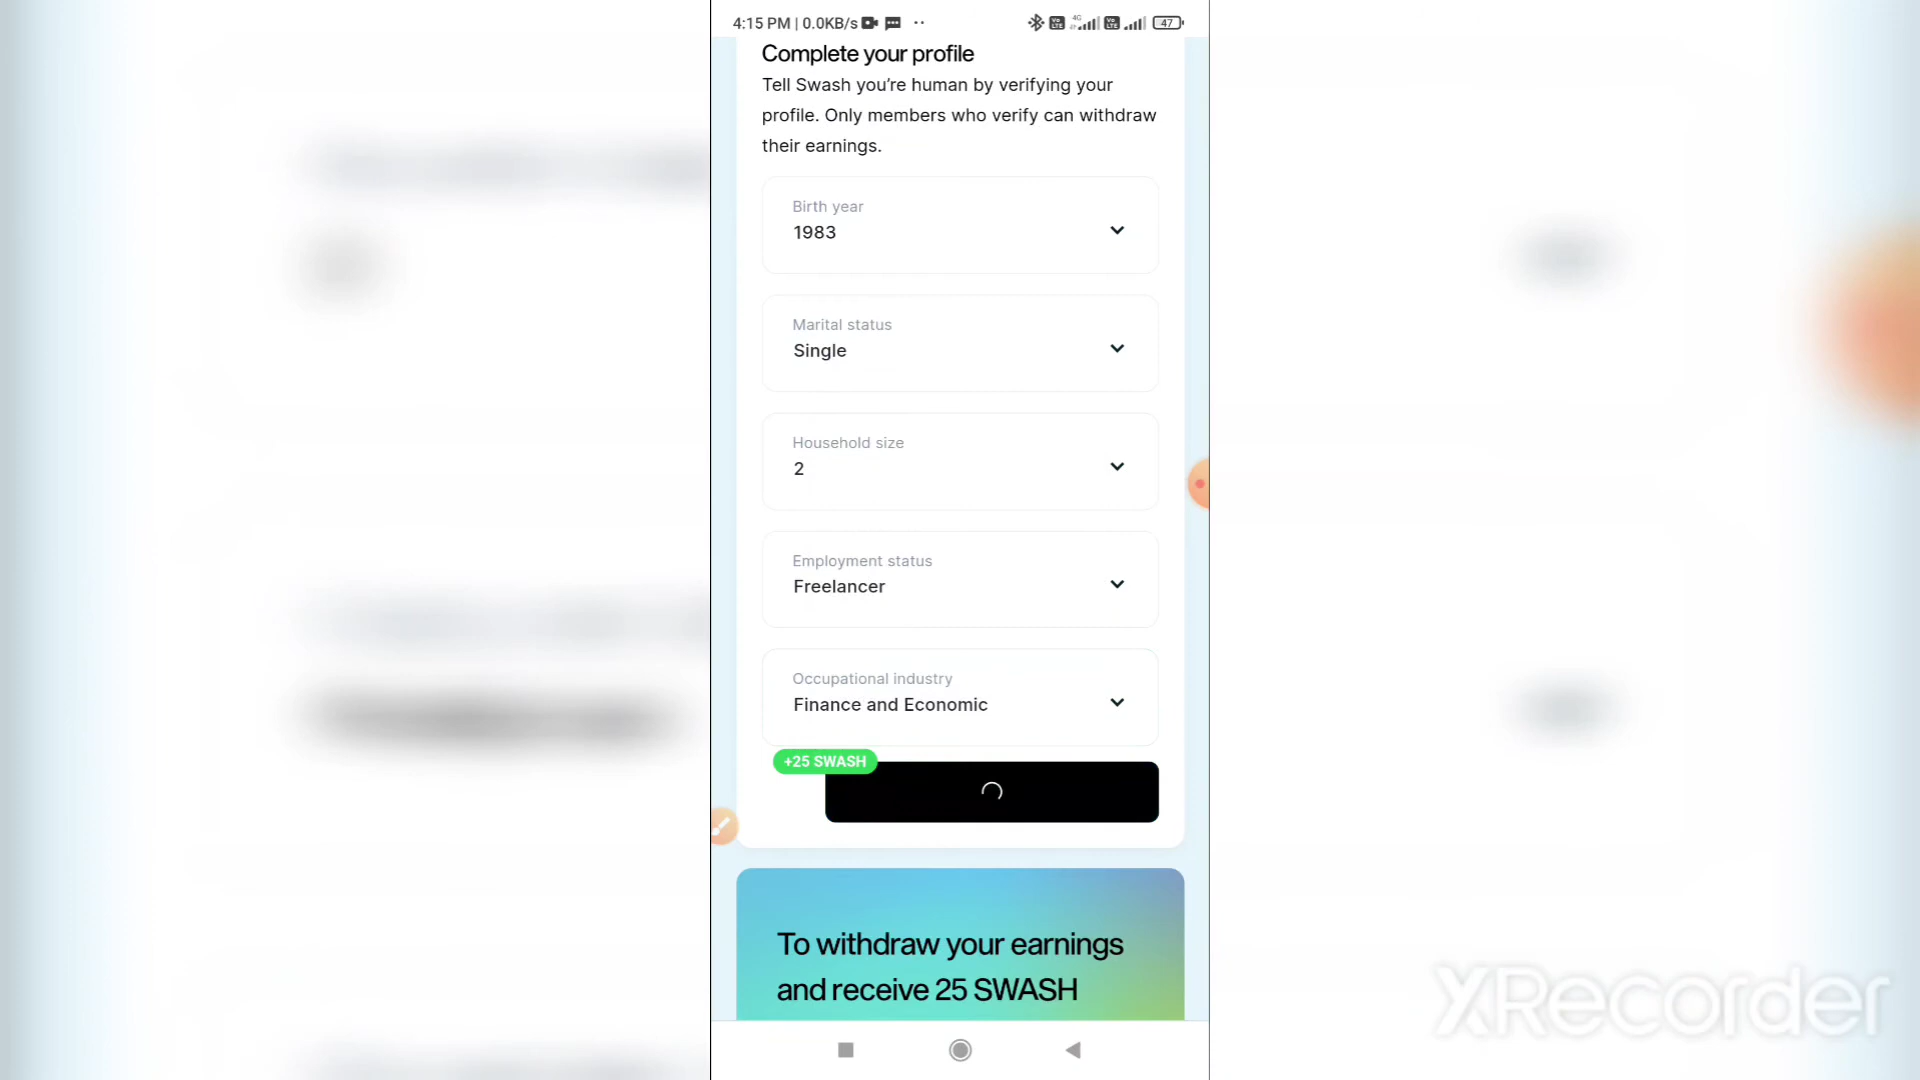 4:15 PM | 0.0KB/s
47
Complete your profile
Tell Swash you’re human by verifying your
profile. Only members who verify can withdraw
their earnings.
Birth year
1983
Marital status
Single
Household size
2
Employment status
Freelancer
Occupational industry
Finance and Economic
+25 SWASH
To withdraw your earnings
and receive 25 SWASH
XRecorder